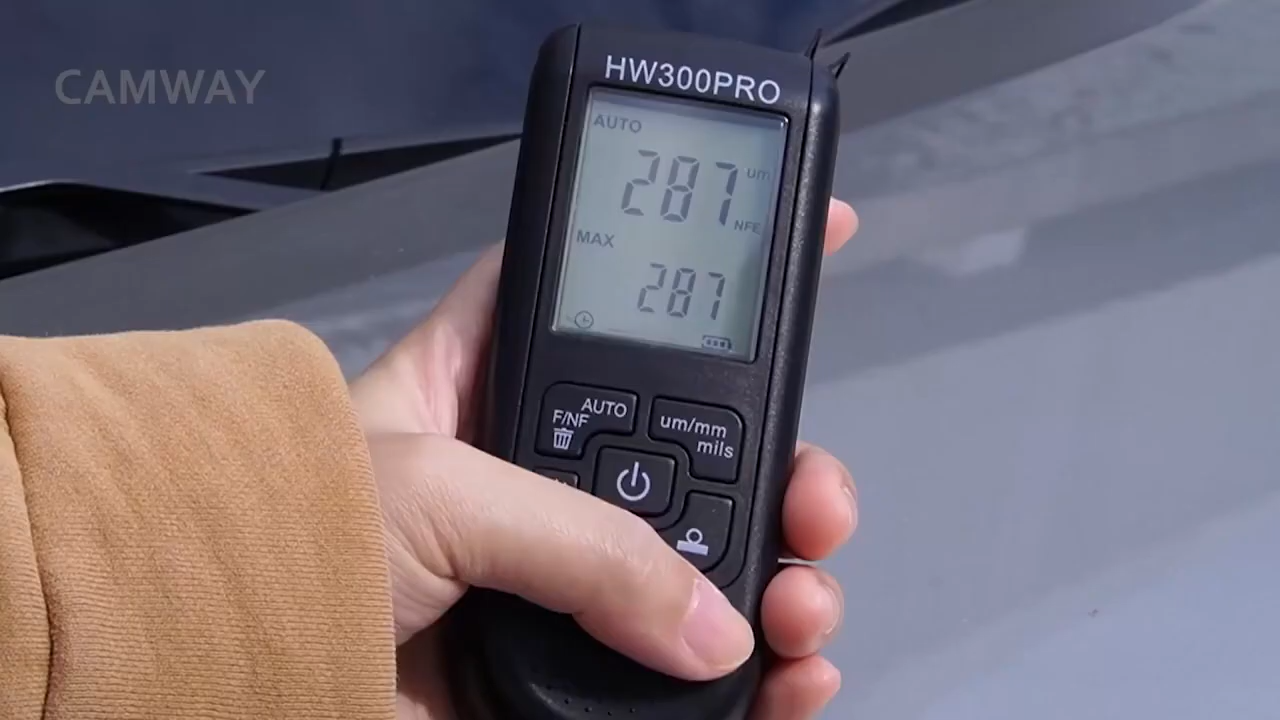 CAMWAY
HW300PRO
AUTO
287 um
NFE
MAX
287
AUTO
F/NF
um/mm
mils